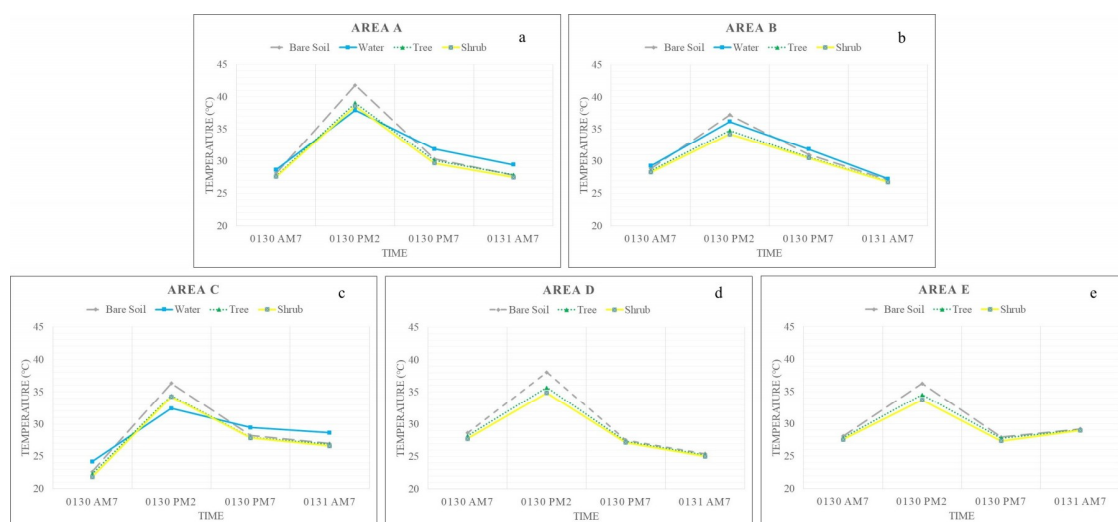 AREA A
a
Bare Soil Water Tree Shrub
45
40
35
30
25
20
TEMPERATURE (°C)
0130 AM7 0130 PM2 0130 PM7 0131 AM7
TIME
AREA B
b
Bare Soil Water Tree Shrub
45
40
35
30
25
20
TEMPERATURE (°C)
0130 AM7 0130 PM2 0130 PM7 0131 AM7
TIME
AREA C
c
Bare Soil Water Tree Shrub
45
40
35
30
25
20
TEMPERATURE (°C)
0130 AM7 0130 PM2 0130 PM7 0131 AM7
TIME
AREA D
d
Bare Soil Tree Shrub
45
40
35
30
25
20
TEMPERATURE (°C)
0130 AM7 0130 PM2 0130 PM7 0131 AM7
TIME
AREA E
e
Bare Soil Tree Shrub
45
40
35
30
25
20
TEMPERATURE (°C)
0130 AM7 0130 PM2 0130 PM7 0131 AM7
TIME